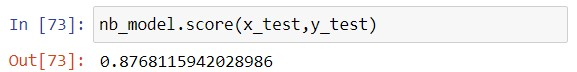 In [73]: nb_model.score(x_test,y_test)
Out[73]: 0.8768115942028986